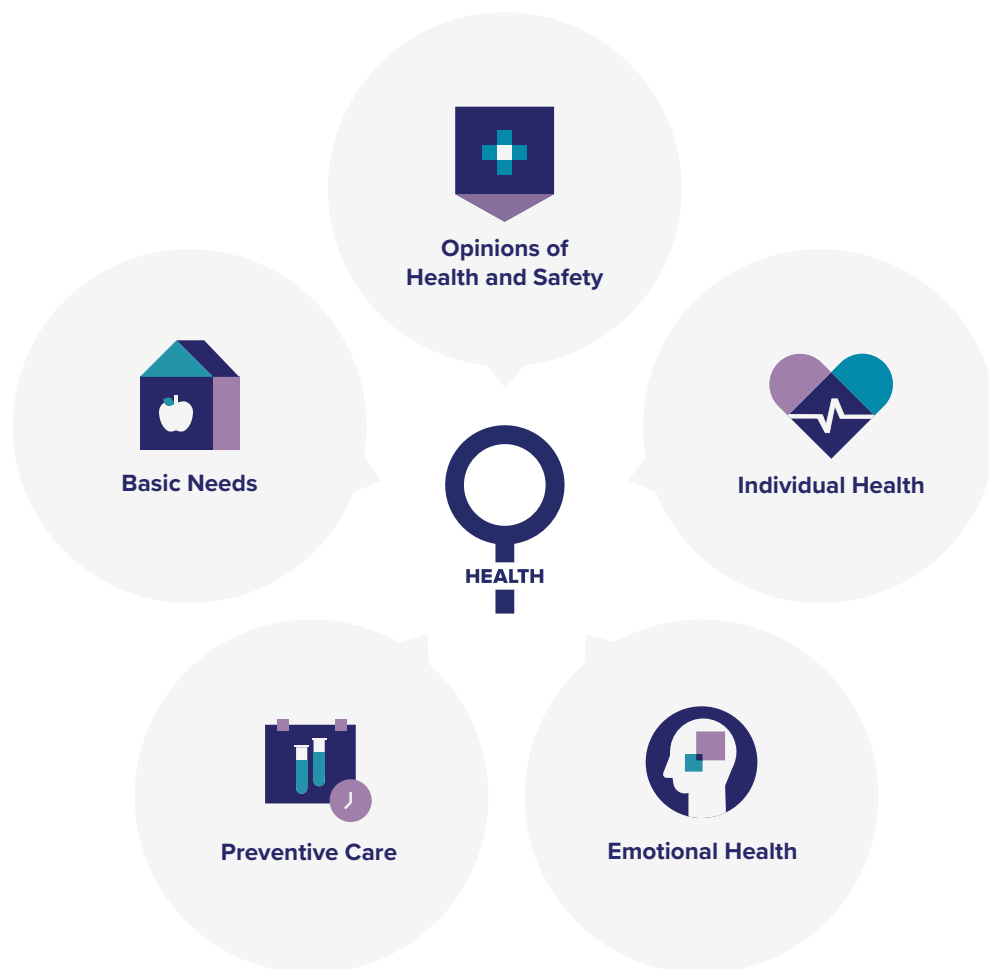 Opinions of
Health and Safety
Basic Needs
Individual Health
HEALTH
Preventive Care
Emotional Health